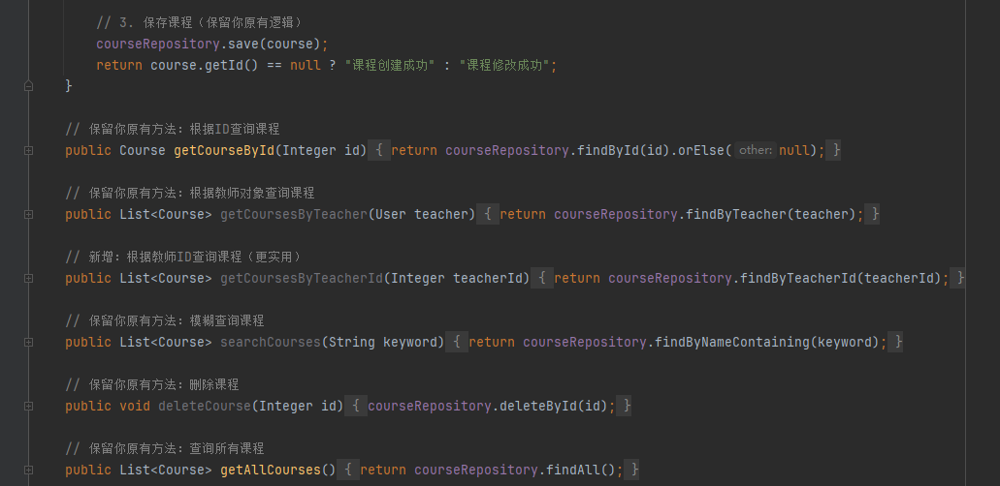 // 3. 保存课程（保留你原有逻辑）
courseRepository.save(course);
return course.getId() == null ? "课程创建成功" : "课程修改成功";
}
// 保留你原有方法：根据ID查询课程
public Course getCourseById(Integer id) { return courseRepository.findById(id).orElse( other: null); }
// 保留你原有方法：根据教师对象查询课程
public List<Course> getCoursesByTeacher(User teacher) { return courseRepository.findByTeacher(teacher); }
// 新增：根据教师ID查询课程（更实用）
public List<Course> getCoursesByTeacherId(Integer teacherId) { return courseRepository.findByTeacherId(teacherId); }
// 保留你原有方法：模糊查询课程
public List<Course> searchCourses(String keyword) { return courseRepository.findByNameContaining(keyword); }
// 保留你原有方法：删除课程
public void deleteCourse(Integer id) { courseRepository.deleteById(id); }
// 保留你原有方法：查询所有课程
public List<Course> getAllCourses() { return courseRepository.findAll(); }